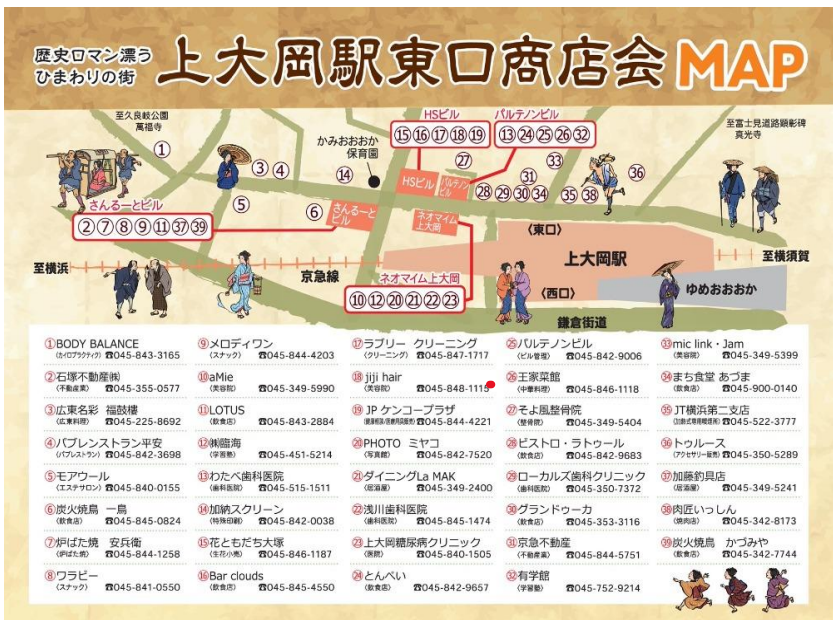 歴史ロマン漂う
ひまわりの街
上大岡駅東口商店会MAP
至久良岐公園
萬福寺
かみおおおか
保育園
HSビル
⑮⑯⑰⑱⑲
パルテノンビル
⑬㉔㉕㉖㉜
至富士見道路顕彰碑
真光寺
①
③④
⑭
HSビル
パルテノン
ビル
㉗
㉝
㉛
㉘㉙㉚㉞
㉟㊳
㊱
⑤
さんるーとビル
②⑦⑧⑨⑪㊲㊴
⑥
さんるーと
ビル
ネオマイム
上大岡
〈東口〉
上大岡駅
至横浜
京急線
至横須賀
ネオマイム上大岡
⑩⑫⑳㉑㉒㉓
〈西口〉
ゆめおおおか
鎌倉街道
①BODY BALANCE
(カイロプラクティク) ☎045-843-3165
②石塚不動産㈱
(不動産業) ☎045-355-0577
③広東名彩 福鼓樓
(広東料理) ☎045-225-8692
④パブレンストラン平安
(パブレストラン) ☎045-842-3698
⑤モアウール
(エステサロン) ☎045-840-0155
⑥炭火焼鳥 一鳥
(飲食店) ☎045-845-0824
⑦炉ばた焼 安兵衛
(炉ばた焼) ☎045-844-1258
⑧ワラビー
(スナック) ☎045-841-0550
⑨メロディワン
(スナック) ☎045-844-4203
⑩aMie
(美容院) ☎045-349-5990
⑪LOTUS
(飲食店) ☎045-843-2884
⑫㈱臨海
(学習塾) ☎045-451-5214
⑬わたべ歯科医院
(歯科医院) ☎045-515-1511
⑭加納スクリーン
(特殊印刷) ☎045-842-0038
⑮花ともだち大塚
(生花小売) ☎045-846-1187
⑯Bar clouds
(飲食店) ☎045-845-4550
⑰ラブリー クリーニング
(クリーニング) ☎045-847-1717
⑱jiji hair
(美容院) ☎045-848-1115
⑲JP ケンコープラザ
☎045-844-4221
⑳PHOTO ミヤコ
(写真館) ☎045-842-7520
㉑ダイニングLa MAK
(居酒屋) ☎045-349-2400
㉒浅川歯科医院
(歯科医院) ☎045-845-1474
㉓上大岡糖尿病クリニック
(医院) ☎045-840-1505
㉔とんぺい
(飲食店) ☎045-842-9657
㉕パルテノンビル
(ビル管理) ☎045-842-9006
㉖王家菜館
(中華料理) ☎045-846-1118
㉗そよ風整骨院
(整骨院) ☎045-349-5404
㉘ビストロ・ラトゥール
(飲食店) ☎045-842-9683
㉙ローカルズ歯科クリニック
(歯科医院) ☎045-350-7372
㉚グランドゥーカ
(飲食店) ☎045-353-3116
㉛京急不動産
(不動産業) ☎045-844-5751
㉜有学館
(学習塾) ☎045-752-9214
㉝mic link・Jam
(美容院) ☎045-349-5399
㉞まち食堂 あづま
(飲食店) ☎045-900-0140
㉟JT横浜第二支店
☎045-522-3777
㊱トゥルース
(アクセサリー販売) ☎045-350-5289
㊲加藤釣具店
(居酒屋) ☎045-349-5241
㊳肉匠いっしん
(焼肉店) ☎045-342-8173
㊴炭火焼鳥 かづみや
(飲食店) ☎045-342-7744